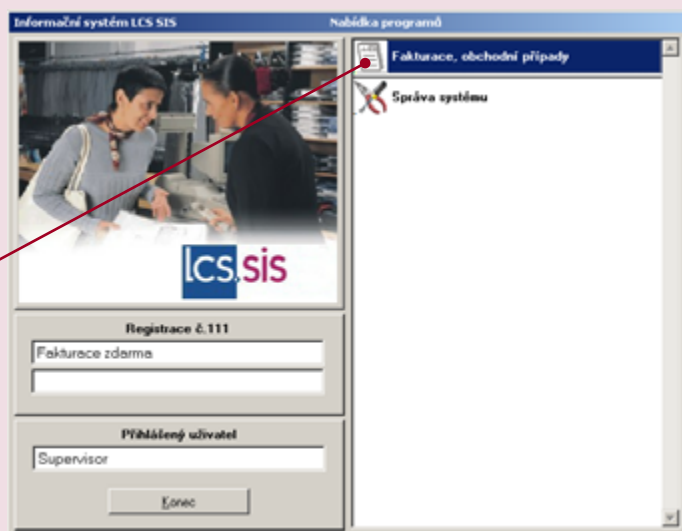 Informační systém LCS SIS
Nabídka programů
lcs.sis
Registrace č.111
Fakturace zdarma
Přihlášený uživatel
Supervisor
Konec
Fakturace, obchodní případy
Správa systému